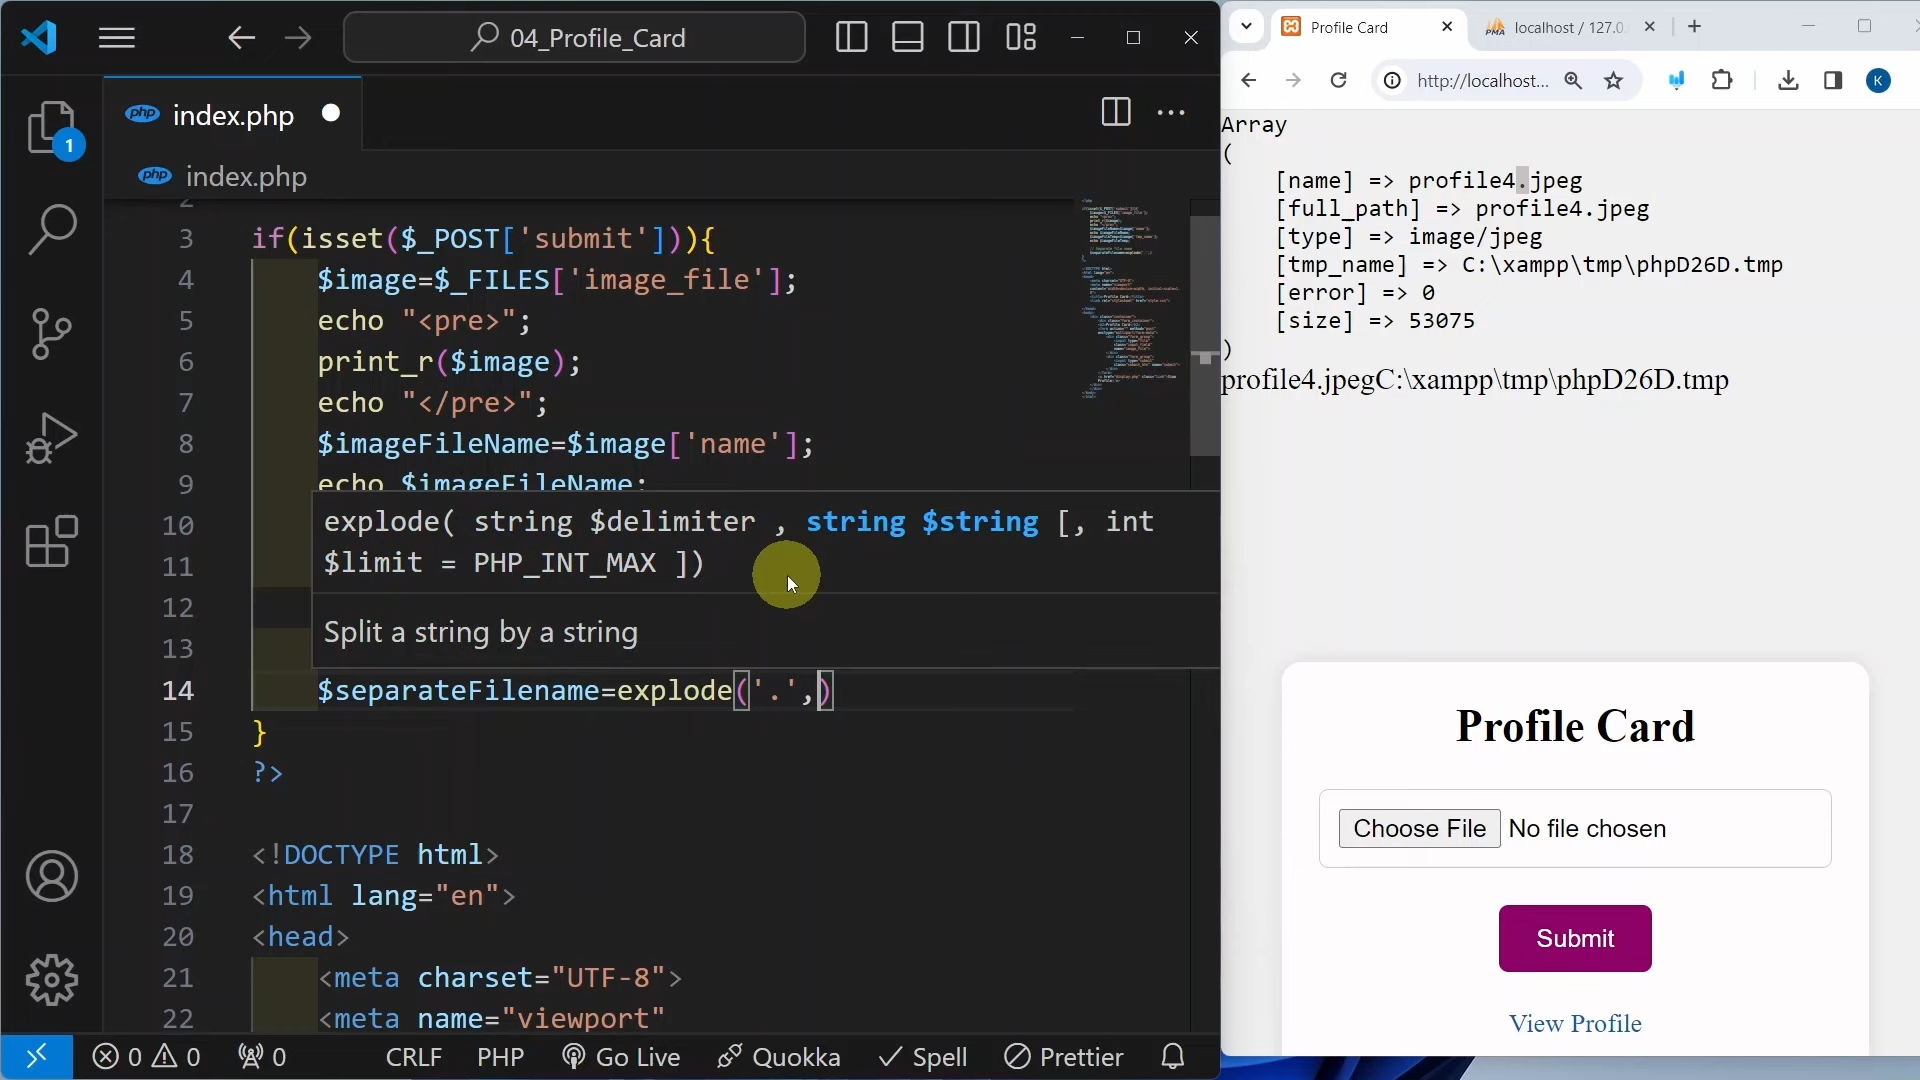 04_Profile_Card
1
php index.php
php index.php
2
3 if(isset($_POST['submit'])){
4 $image=$_FILES['image_file'];
5 echo "<pre>";
6 print_r($image);
7 echo "</pre>";
8 $imageFileName=$image['name'];
9 echo $imageFileName;
10
11
12
13
explode( string $delimiter , string $string [, int
$limit = PHP_INT_MAX ])
Split a string by a string
14 $separateFilename=explode('.',)
15 }
16 ?>
17
18 <!DOCTYPE html>
19 <html lang="en">
20 <head>
21 <meta charset="UTF-8">
22 <meta name="viewport"
0 0 0 CRLF PHP Go Live Quokka Spell Prettier
Profile Card
PMA localhost / 127.0.
http://localhost...
K
Array
(
[name] => profile4.jpeg
[full_path] => profile4.jpeg
[type] => image/jpeg
[tmp_name] => C:\xampp\tmp\phpD26D.tmp
[error] => 0
[size] => 53075
)
profile4.jpegC:\xampp\tmp\phpD26D.tmp
Profile Card
Choose File No file chosen
Submit
View Profile